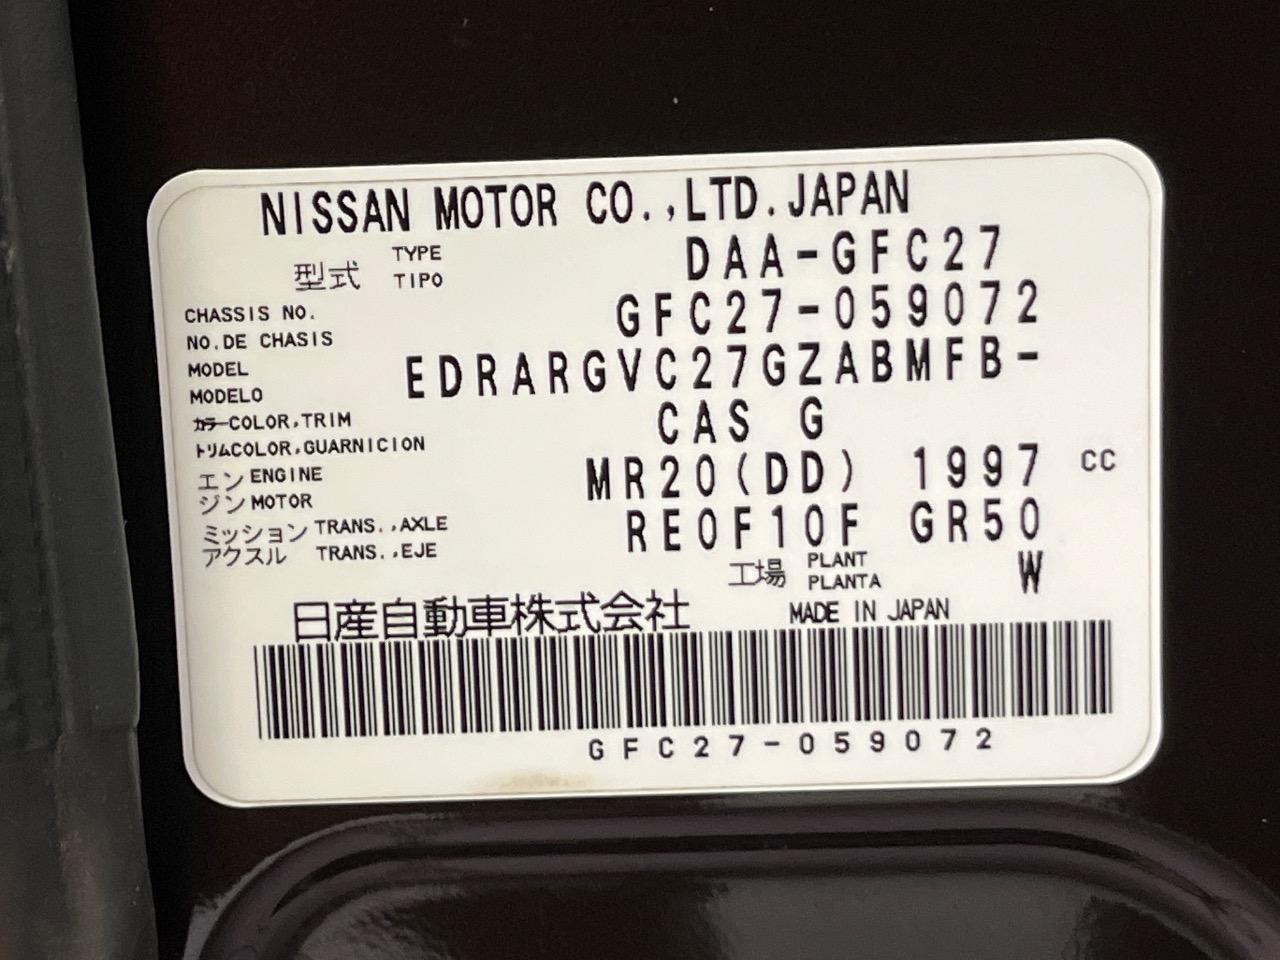 NISSAN MOTOR CO.,LTD.JAPAN
型式 TYPE TIPO DAA-GFC27
CHASSIS NO. GFC27-059072
NO.DE CHASIS
MODEL EDRARGVC27GZABMFB-
MODELO
カラーCOLOR,TRIM CAS G
トリムCOLOR,GUARNICION
エン ENGINE MR20(DD) 1997 CC
ジン MOTOR
ミッション TRANS.,AXLE RE0F10F GR50
アクスル TRANS.,EJE
工場 PLANT PLANTA W
日産自動車株式会社 MADE IN JAPAN
GFC27-059072